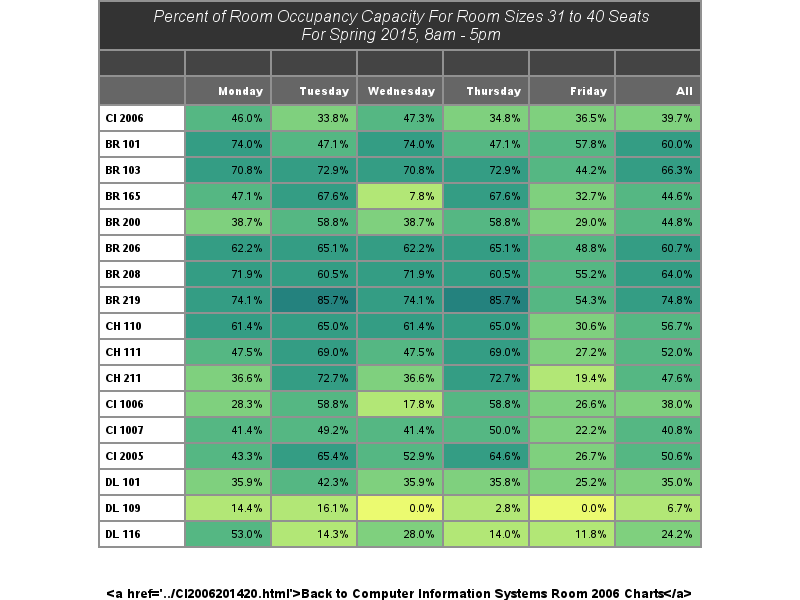 Percent of Room Occupancy Capacity For Room Sizes 31 to 40 Seats
For Spring 2015, 8am - 5pm
Monday Tuesday Wednesday Thursday Friday All
CI 2006 46.0% 33.8% 47.3% 34.8% 36.5% 39.7%
BR 101 74.0% 47.1% 74.0% 47.1% 57.8% 60.0%
BR 103 70.8% 72.9% 70.8% 72.9% 44.2% 66.3%
BR 165 47.1% 67.6% 7.8% 67.6% 32.7% 44.6%
BR 200 38.7% 58.8% 38.7% 58.8% 29.0% 44.8%
BR 206 62.2% 65.1% 62.2% 65.1% 48.8% 60.7%
BR 208 71.9% 60.5% 71.9% 60.5% 55.2% 64.0%
BR 219 74.1% 85.7% 74.1% 85.7% 54.3% 74.8%
CH 110 61.4% 65.0% 61.4% 65.0% 30.6% 56.7%
CH 111 47.5% 69.0% 47.5% 69.0% 27.2% 52.0%
CH 211 36.6% 72.7% 36.6% 72.7% 19.4% 47.6%
CI 1006 28.3% 58.8% 17.8% 58.8% 26.6% 38.0%
CI 1007 41.4% 49.2% 41.4% 50.0% 22.2% 40.8%
CI 2005 43.3% 65.4% 52.9% 64.6% 26.7% 50.6%
DL 101 35.9% 42.3% 35.9% 35.8% 25.2% 35.0%
DL 109 14.4% 16.1% 0.0% 2.8% 0.0% 6.7%
DL 116 53.0% 14.3% 28.0% 14.0% 11.8% 24.2%
<a href='../CI2006201420.html'>Back to Computer Information Systems Room 2006 Charts</a>